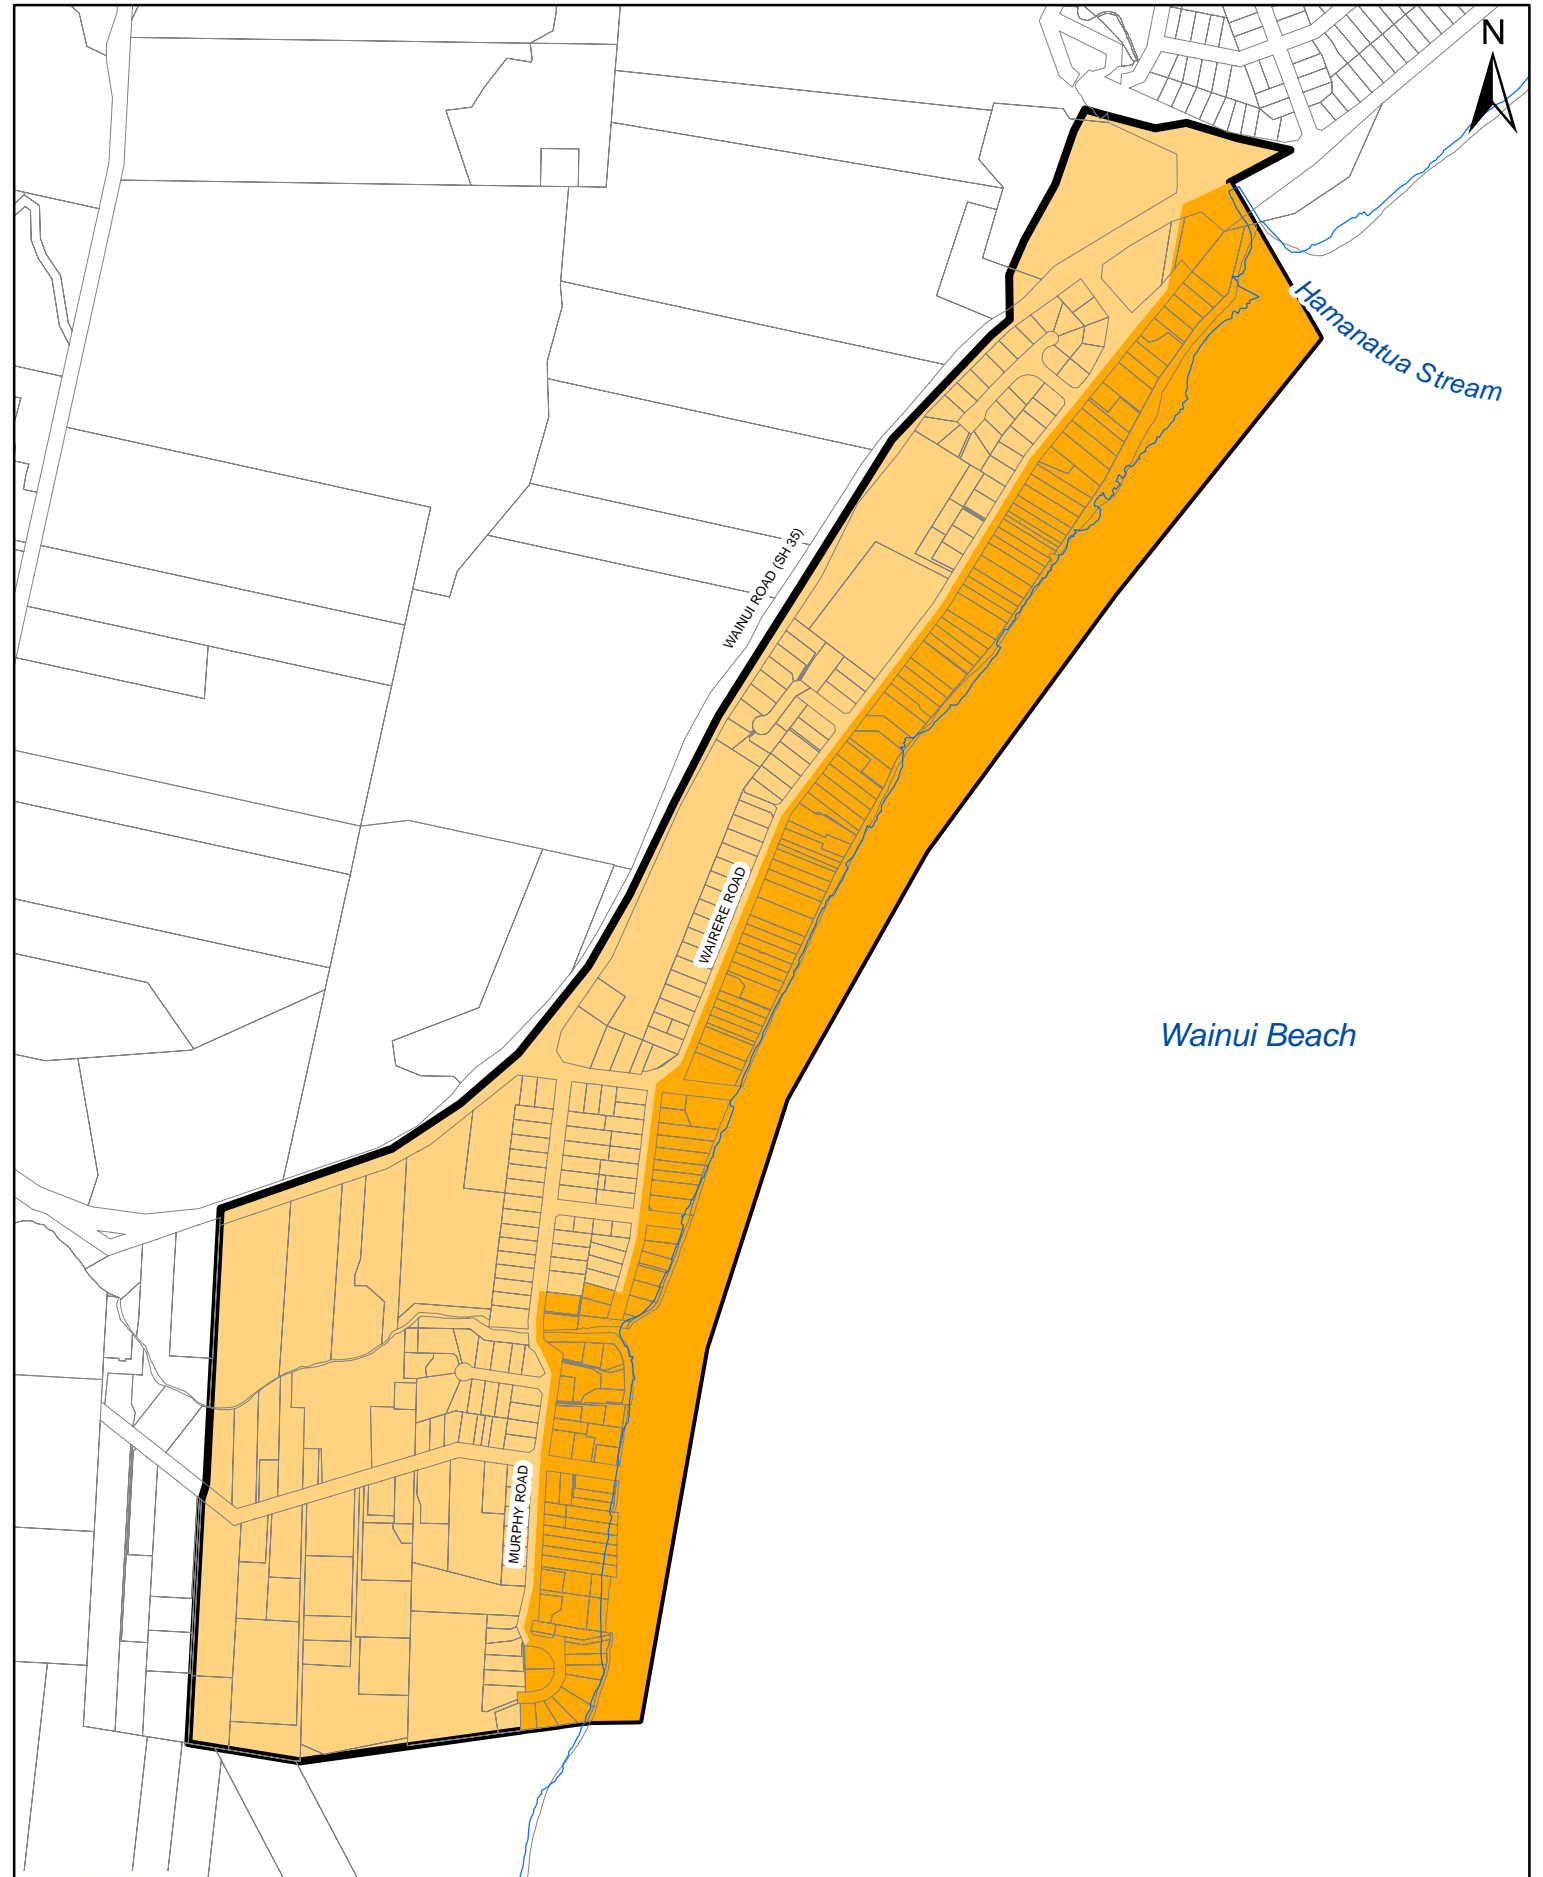 N
Hamanatua Stream
WAINUI ROAD (SH 35)
WAIRERE ROAD
Wainui Beach
MURPHY ROAD